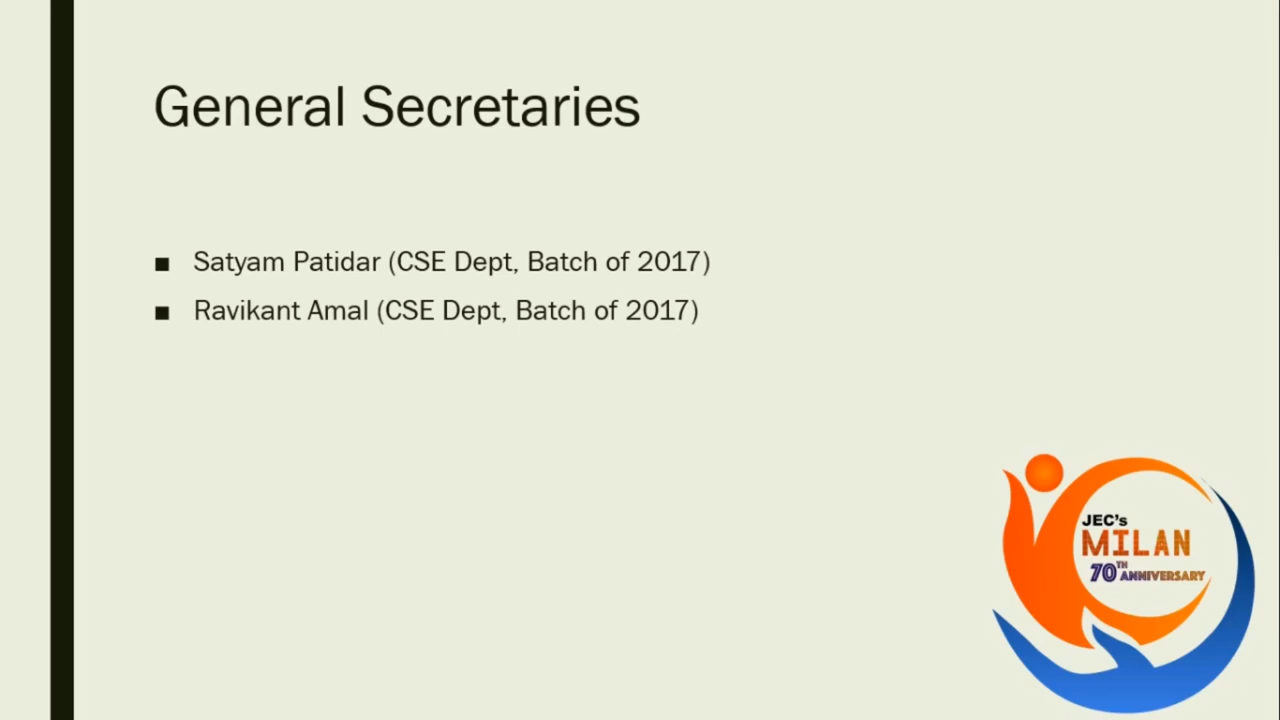 General Secretaries
■ Satyam Patidar (CSE Dept, Batch of 2017)
■ Ravikant Amal (CSE Dept, Batch of 2017)
JEC's
MILAN
70TH ANNIVERSARY